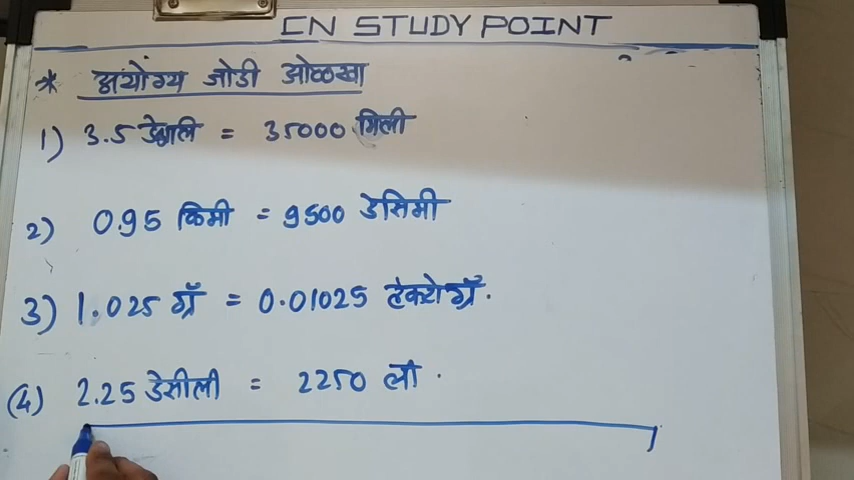 CN STUDY POINT
* अयोग्य जोडी ओळखा
1) 3.5 डेकाली = 35000 मिली
2) 0.95 किमी = 9500 डेसिमी
3) 1.025 ग्रॅ = 0.01025 हेक्टोग्रॅ.
(4) 2.25 डेसीली = 2250 ली.